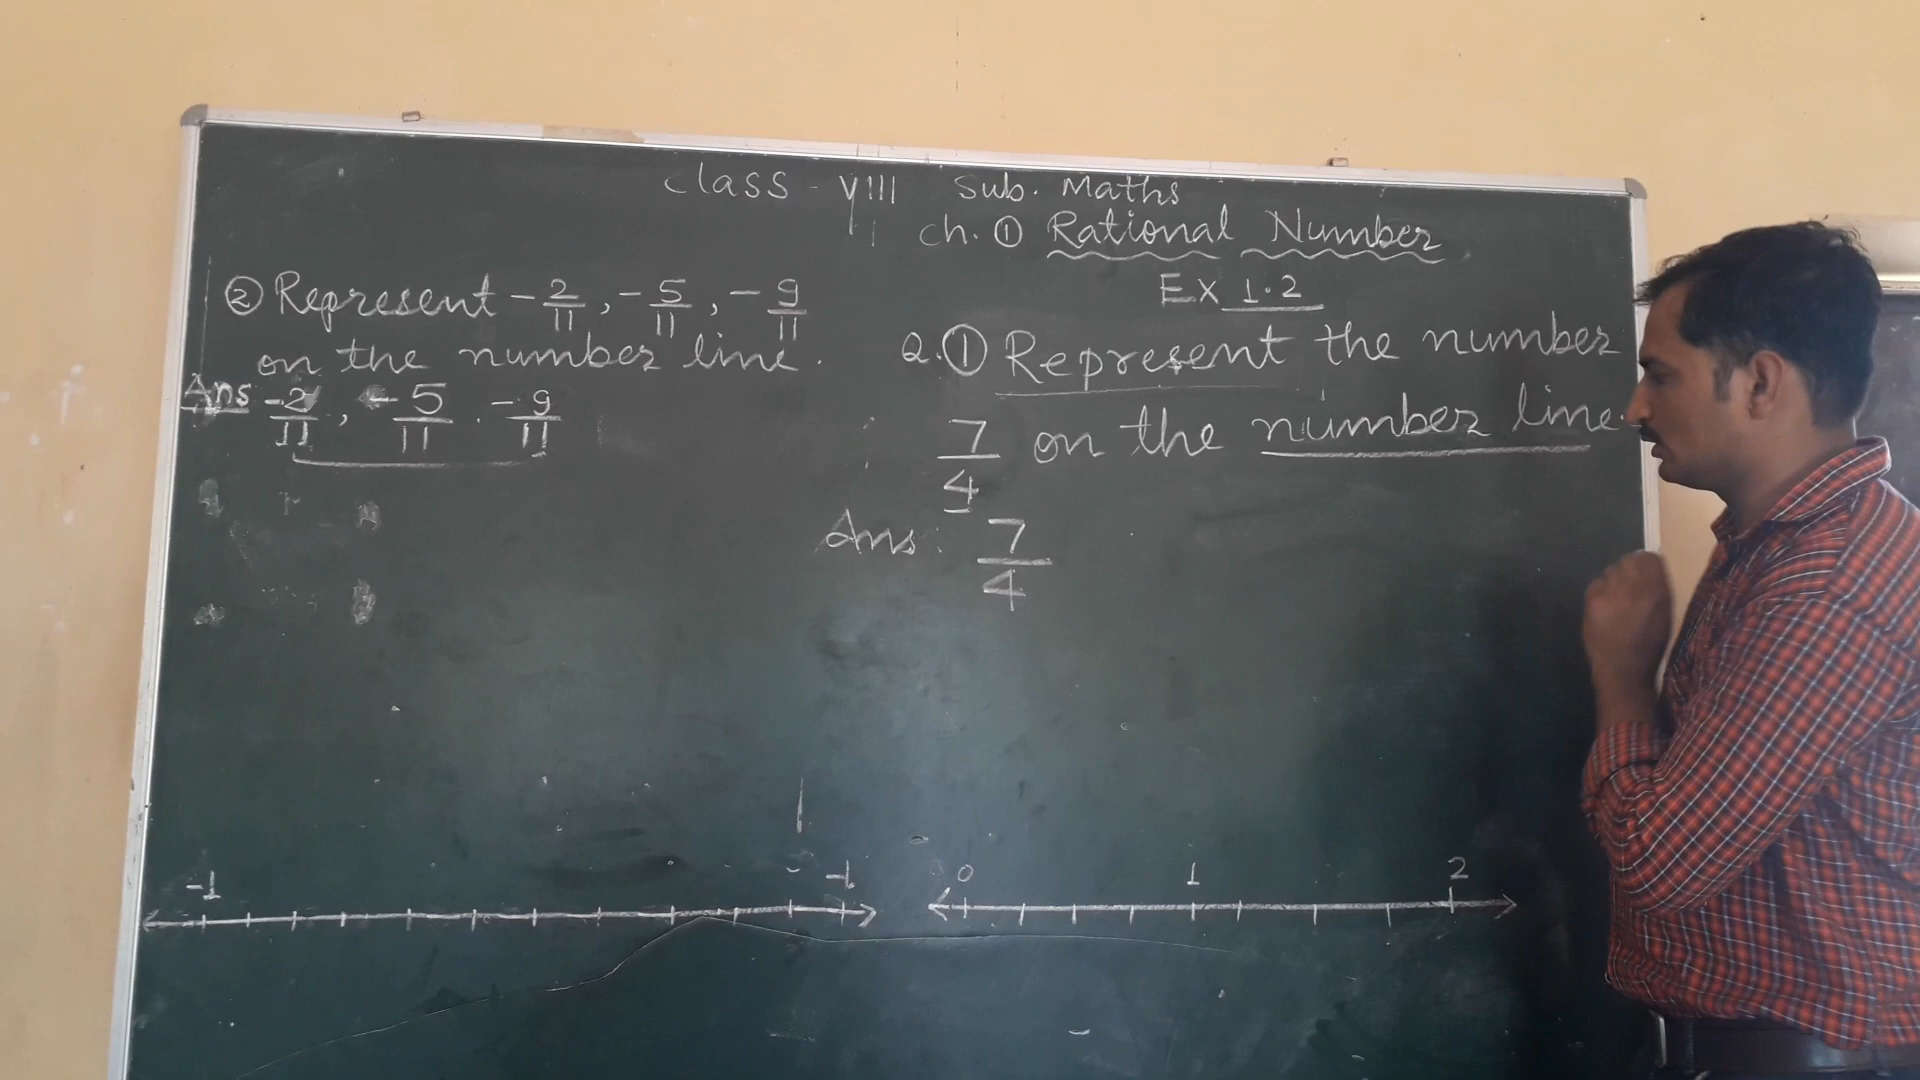 Class - VIII Sub. Maths
Ch. ① Rational Number
Ex 1.2
② Represent -2/11, -5/11, -9/11
on the number line.
Ans -2/11, -5/11 . -9/11
Q.① Represent the number
7/4 on the number line.
Ans: 7/4
-1 -1
0 1 2